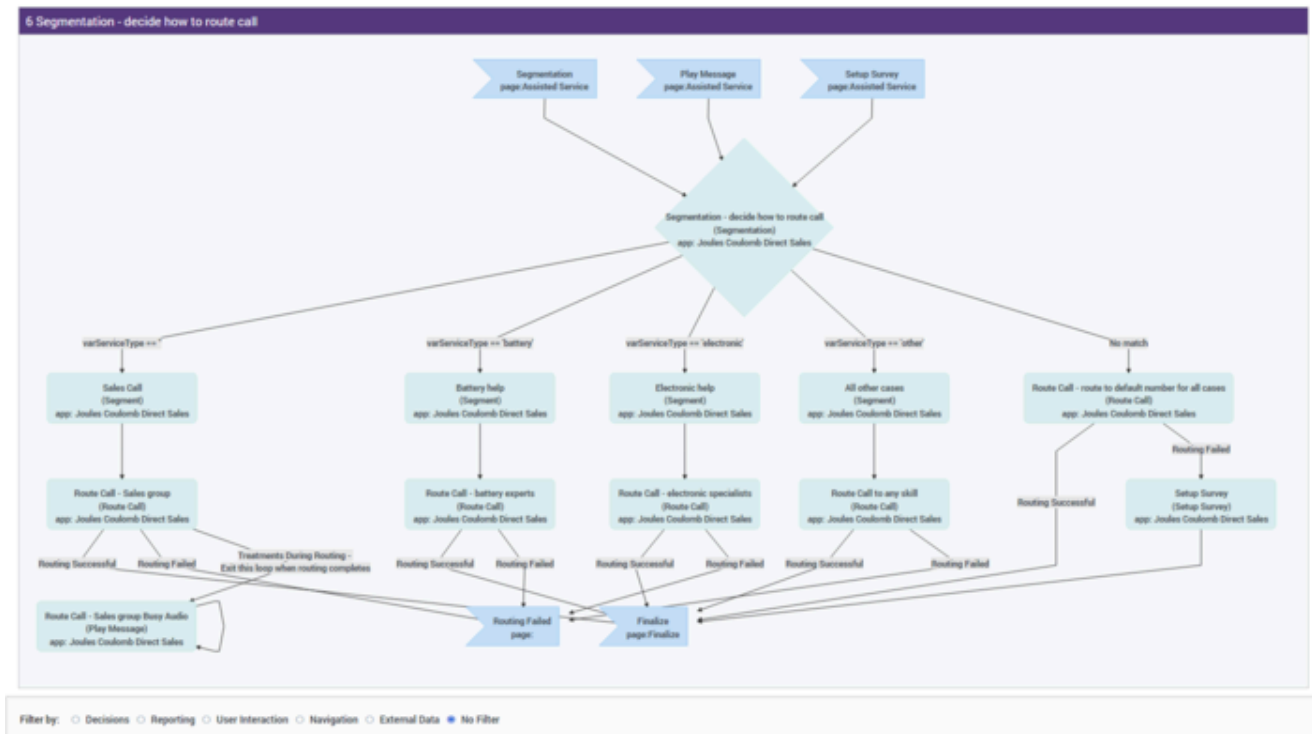 6 Segmentation - decide how to route call
Segmentation
page:Assisted Service
Play Message
page:Assisted Service
Setup Survey
page:Assisted Service
Segmentation - decide how to route call
(Segmentation)
app: Joules Coulomb Direct Sales
varServiceType == ''
varServiceType == 'battery'
varServiceType == 'electronic'
varServiceType == 'other'
No match
Sales Call
(Segment)
app: Joules Coulomb Direct Sales
Battery help
(Segment)
app: Joules Coulomb Direct Sales
Electronic help
(Segment)
app: Joules Coulomb Direct Sales
All other cases
(Segment)
app: Joules Coulomb Direct Sales
Route Call - route to default number for all cases
(Route Call)
app: Joules Coulomb Direct Sales
Routing Failed
Route Call - Sales group
(Route Call)
app: Joules Coulomb Direct Sales
Route Call - battery experts
(Route Call)
app: Joules Coulomb Direct Sales
Route Call - electronic specialists
(Route Call)
app: Joules Coulomb Direct Sales
Route Call to any skill
(Route Call)
app: Joules Coulomb Direct Sales
Routing Successful
Setup Survey
(Setup Survey)
app: Joules Coulomb Direct Sales
Routing Successful
Routing Failed
Treatments During Routing -
Exit this loop when routing completes
Routing Successful
Routing Failed
Routing Successful
Routing Failed
Routing Successful
Routing Failed
Route Call - Sales group Busy Audio
(Play Message)
app: Joules Coulomb Direct Sales
Routing Failed
page:
Finalize
page:Finalize
Filter by: Decisions Reporting User Interaction Navigation External Data No Filter